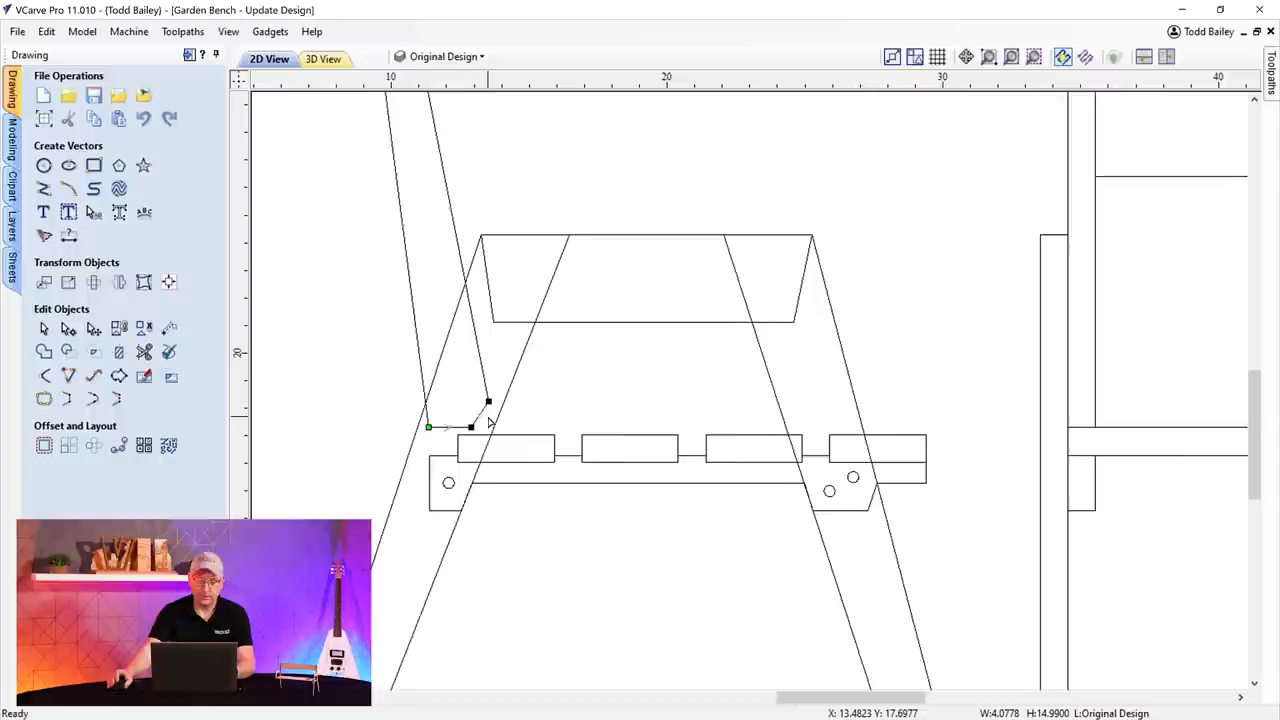 VCarve Pro 11.010 - {Todd Bailey} - [Garden Bench - Update Design]
File Edit Model Machine Toolpaths View Gadgets Help
Todd Bailey
Drawing
2D View
3D View
Original Design
Toolpaths
Drawing
Modeling
Clipart
Layers
Sheets
File Operations
Create Vectors
Transform Objects
Edit Objects
Offset and Layout
10
20
30
40
20
Ready
X: 13.4823 Y: 17.6977
W:4.0778 H:14.9900 L:Original Design